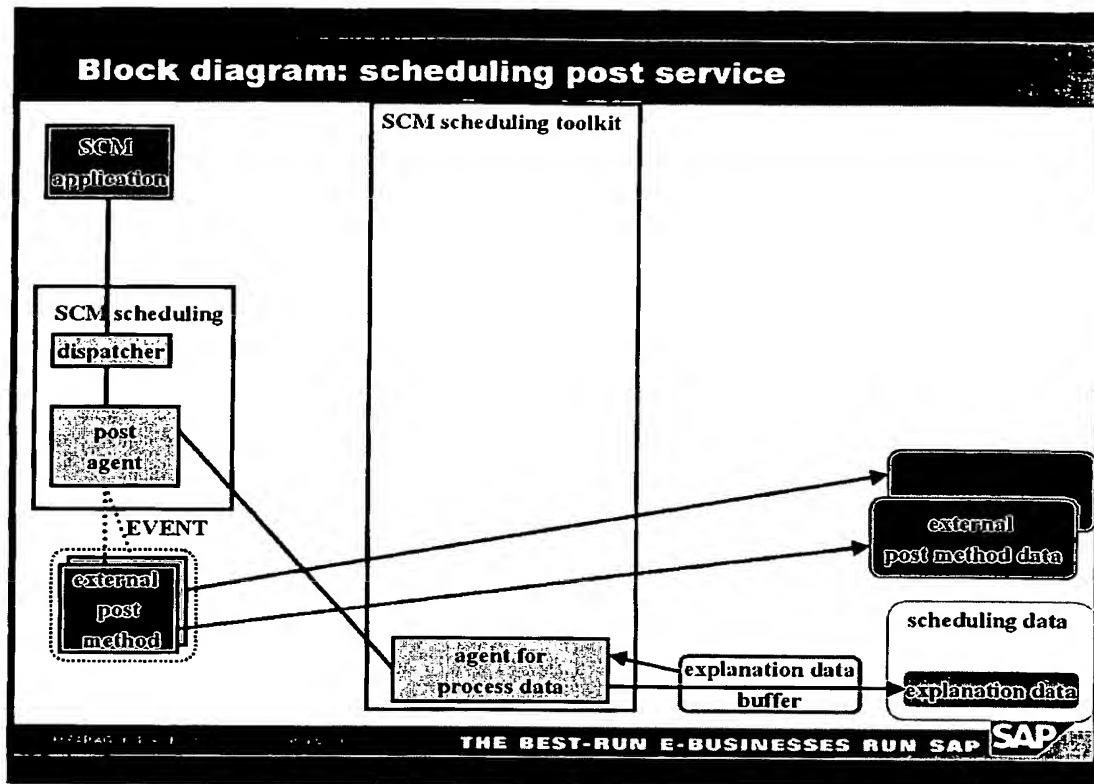 Block diagram: scheduling post service
SCM scheduling toolkit
SCM
application
SCM scheduling
dispatcher
post
agent
EVENT
external
post
method
external
post method data
scheduling data
agent for
process data
explanation data
buffer
explanation data
THE BEST-RUN E-BUSINESSES RUN SAP
SAP